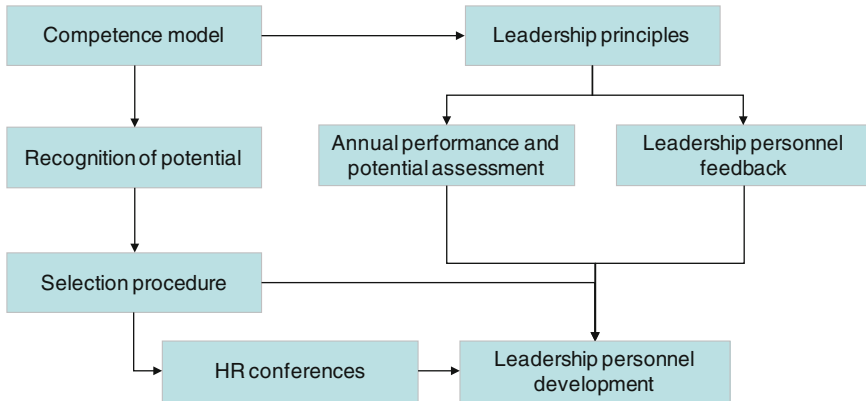 Competence model
Leadership principles
Recognition of potential
Annual performance and
potential assessment
Leadership personnel
feedback
Selection procedure
HR conferences
Leadership personnel
development